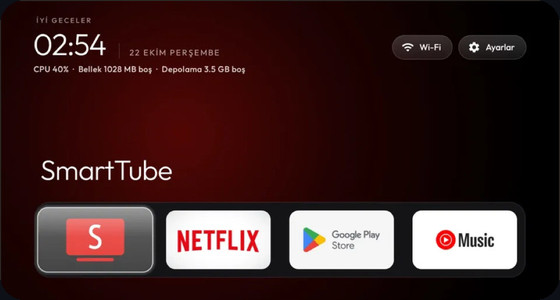 İYİ GECELER
02:54
22 EKİM PERŞEMBE
Wi-Fi
Ayarlar
CPU 40% · Bellek 1028 MB boş · Depolama 3.5 GB boş
SmartTube
S
NETFLIX
Google Play
Store
Music